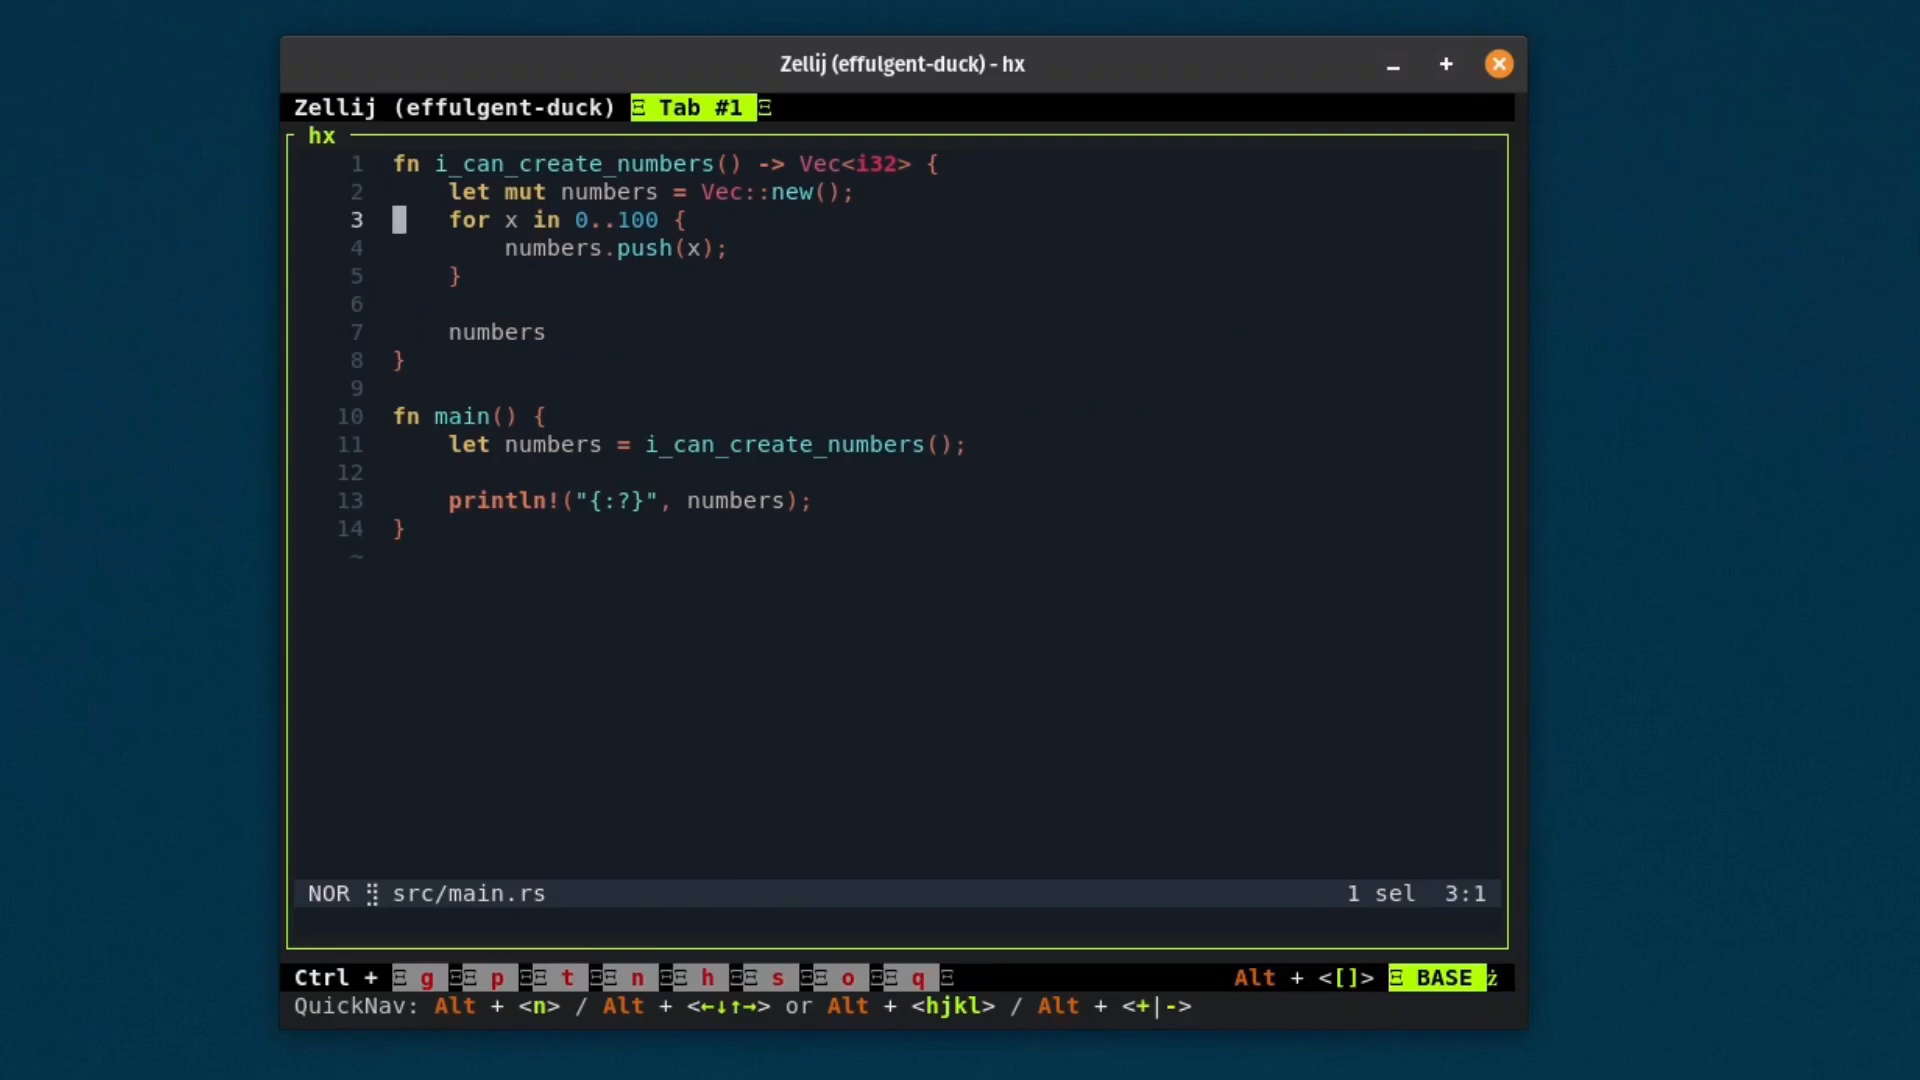 Zellij (effulgent-duck) - hx
Zellij (effulgent-duck) Tab #1
hx
1 fn i_can_create_numbers() -> Vec<i32> {
2     let mut numbers = Vec::new();
3     for x in 0..100 {
4         numbers.push(x);
5     }
6
7     numbers
8 }
9
10 fn main() {
11     let numbers = i_can_create_numbers();
12
13     println!("{:?}", numbers);
14 }
~
NOR ⣿ src/main.rs 1 sel 3:1
Ctrl + g p t n h s o q Alt + <[]> BASE ż
QuickNav: Alt + <n> / Alt + <←↓↑→> or Alt + <hjkl> / Alt + <+|->